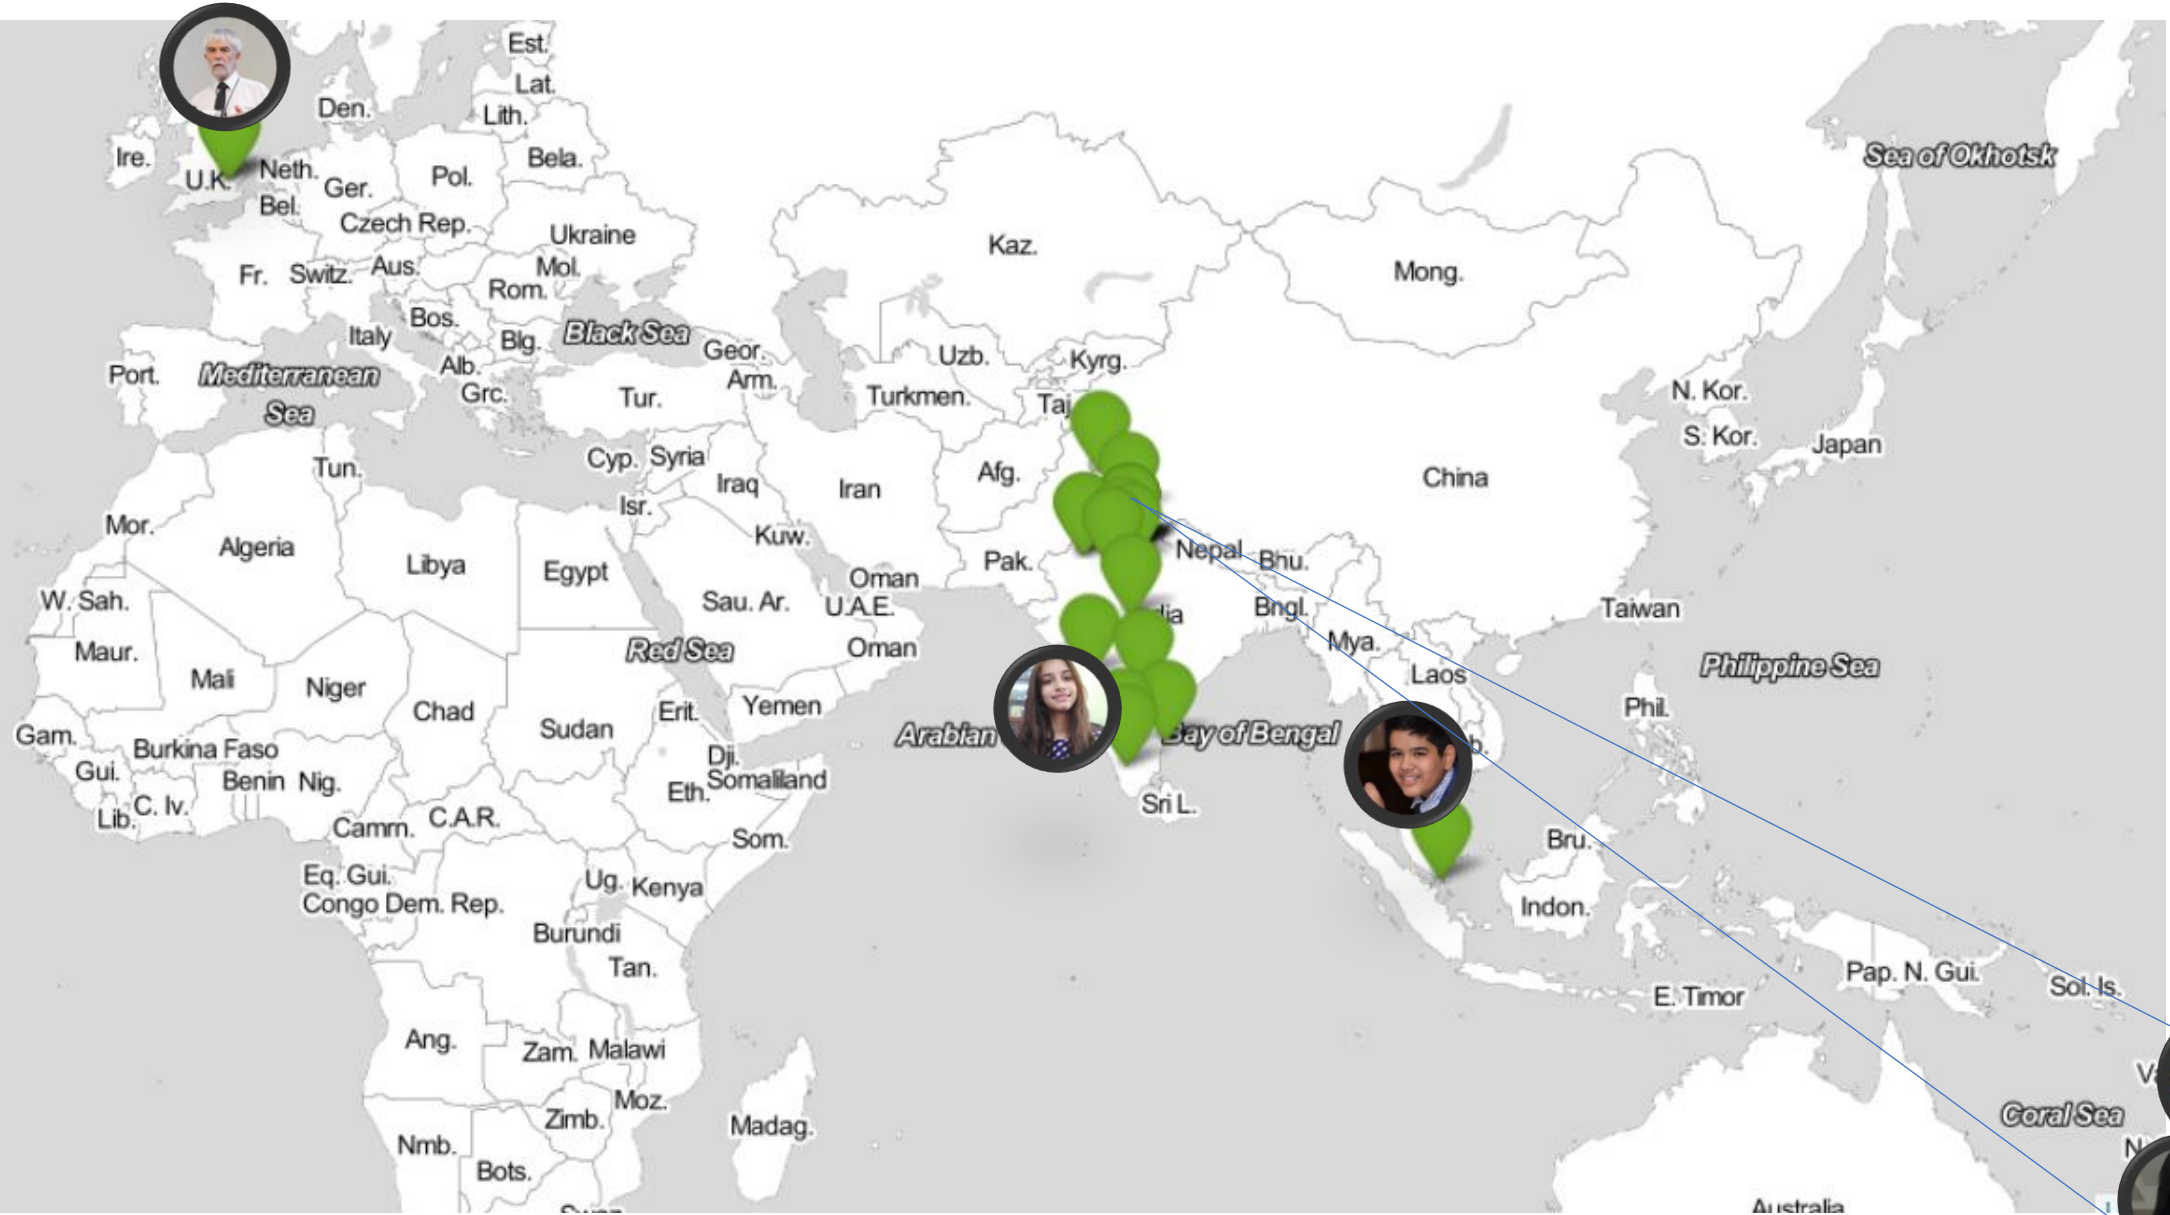 Est.
Lat.
Den.
Lith.
Ire.
Bela.
Sea of Okhotsk
Neth.
U.K.
Ger.
Pol.
Bel.
Czech Rep.
Ukraine
Kaz.
Fr.
Switz.
Aus.
Mol.
Mong.
Rom.
Bos.
Italy
Blg.
Black Sea
Geor.
Uzb.
Kyrg.
Port.
Mediterranean
Sea
Alb.
Grc.
Arm.
Tur.
Turkmen.
Taj
N. Kor.
S. Kor.
Japan
Tun.
Cyp.
Syria
Iraq
Iran
Afg.
China
Isr.
Mor.
Kuw.
Algeria
Libya
Egypt
Pak.
Nepal
Bhu.
Oman
W. Sah.
Sau. Ar.
U.A.E.
dia
Bngl.
Taiwan
Maur.
Red Sea
Oman
Mya.
Mali
Niger
Laos
Philippine Sea
Chad
Sudan
Erit.
Yemen
Phil.
Gam.
Burkina Faso
Arabian
Bay of Bengal
b.
Dji.
Gui.
Benin
Nig.
Somaliland
Eth.
C. Iv.
Lib.
Camrn.
C.A.R.
Sri L.
Som.
Bru.
Eq. Gui.
Ug.
Kenya
Congo Dem. Rep.
Indon.
Burundi
Tan.
Pap. N. Gui.
Sol. Is.
E. Timor
Ang.
Zam.
Malawi
Moz.
Zimb.
Madag.
Coral Sea
Nmb.
Bots.
Australia